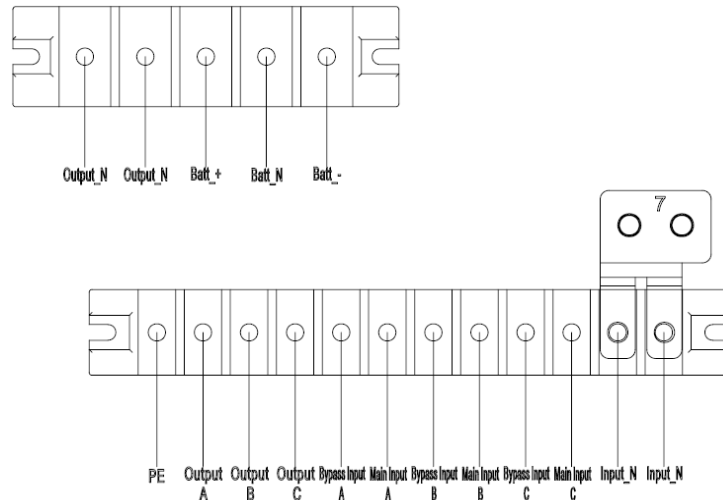 Output_N Output_N Batt_+ Batt_N Batt_-
7
PE Output Output Output Bypass Input Main Input Bypass Input Main Input Bypass Input Main Input Input_N Input_N
A B C A A B B C C